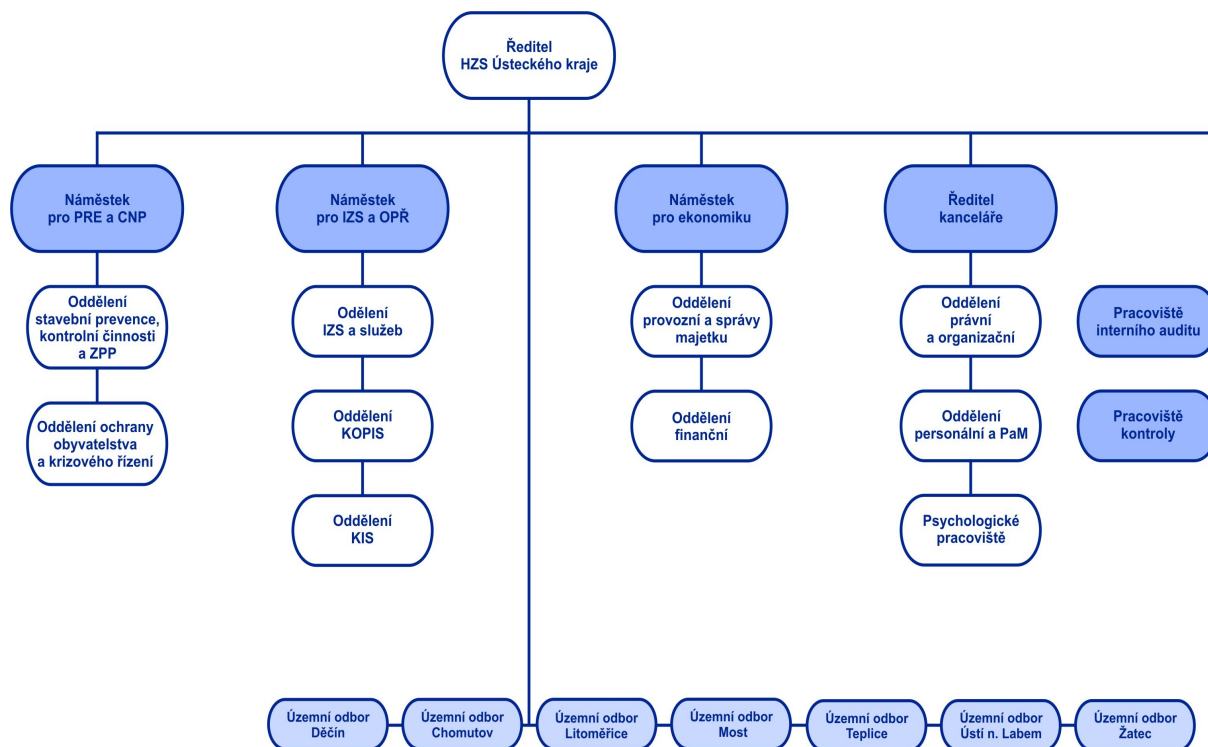 Ředitel
HZS Ústeckého kraje
Náměstek
pro PRE a CNP
Náměstek
pro IZS a OPŘ
Náměstek
pro ekonomiku
Ředitel
kanceláře
Oddělení
stavební prevence,
kontrolní činnosti
a ZPP
Odělení
IZS a služeb
Oddělení
provozní a správy
majetku
Oddělení
právní
a organizační
Pracoviště
interního auditu
Oddělení ochrany
obyvatelstva
a krizového řízení
Oddělení
KOPIS
Oddělení
finanční
Oddělení
personální a PaM
Pracoviště
kontroly
Oddělení
KIS
Psychologické
pracoviště
Územní odbor
Děčín
Územní odbor
Chomutov
Územní odbor
Litoměřice
Územní odbor
Most
Územní odbor
Teplice
Územní odbor
Ústí n. Labem
Územní odbor
Žatec